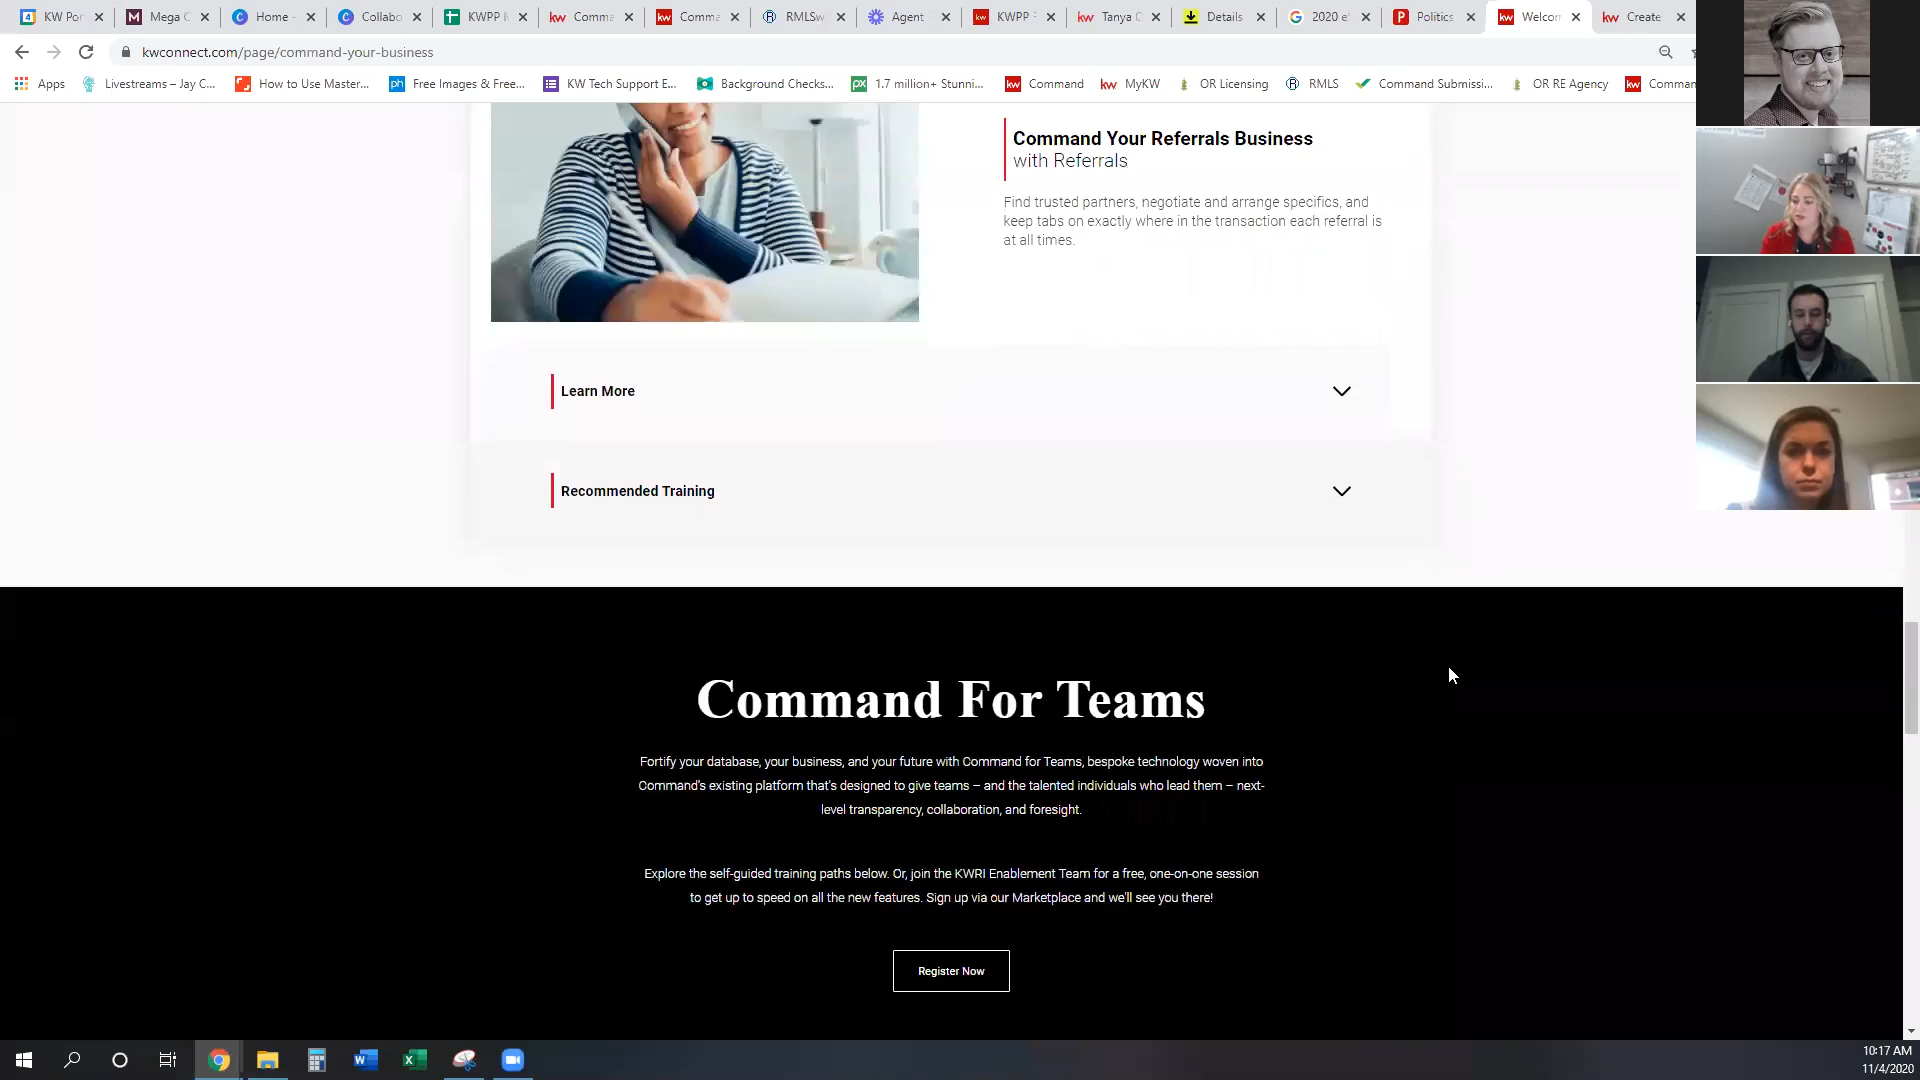 KW Por
Mega C
Home -
Collabo
KWPP I
Comma
Comma
RMLSw
Agent
KWPP F
Tanya C
Details
2020 e
Politics
Welcom
Create
kwconnect.com/page/command-your-business
Apps
Livestreams – Jay C...
How to Use Master...
Free Images & Free...
KW Tech Support E...
Background Checks...
1.7 million+ Stunni...
Command
MyKW
OR Licensing
RMLS
Command Submissi...
OR RE Agency
Comman
Command Your Referrals Business
with Referrals
Find trusted partners, negotiate and arrange specifics, and
keep tabs on exactly where in the transaction each referral is
at all times.
Learn More
Recommended Training
Command For Teams
Fortify your database, your business, and your future with Command for Teams, bespoke technology woven into
Command's existing platform that's designed to give teams – and the talented individuals who lead them – next-
level transparency, collaboration, and foresight.
Explore the self-guided training paths below. Or, join the KWRI Enablement Team for a free, one-on-one session
to get up to speed on all the new features. Sign up via our Marketplace and we'll see you there!
Register Now
10:17 AM
11/4/2020